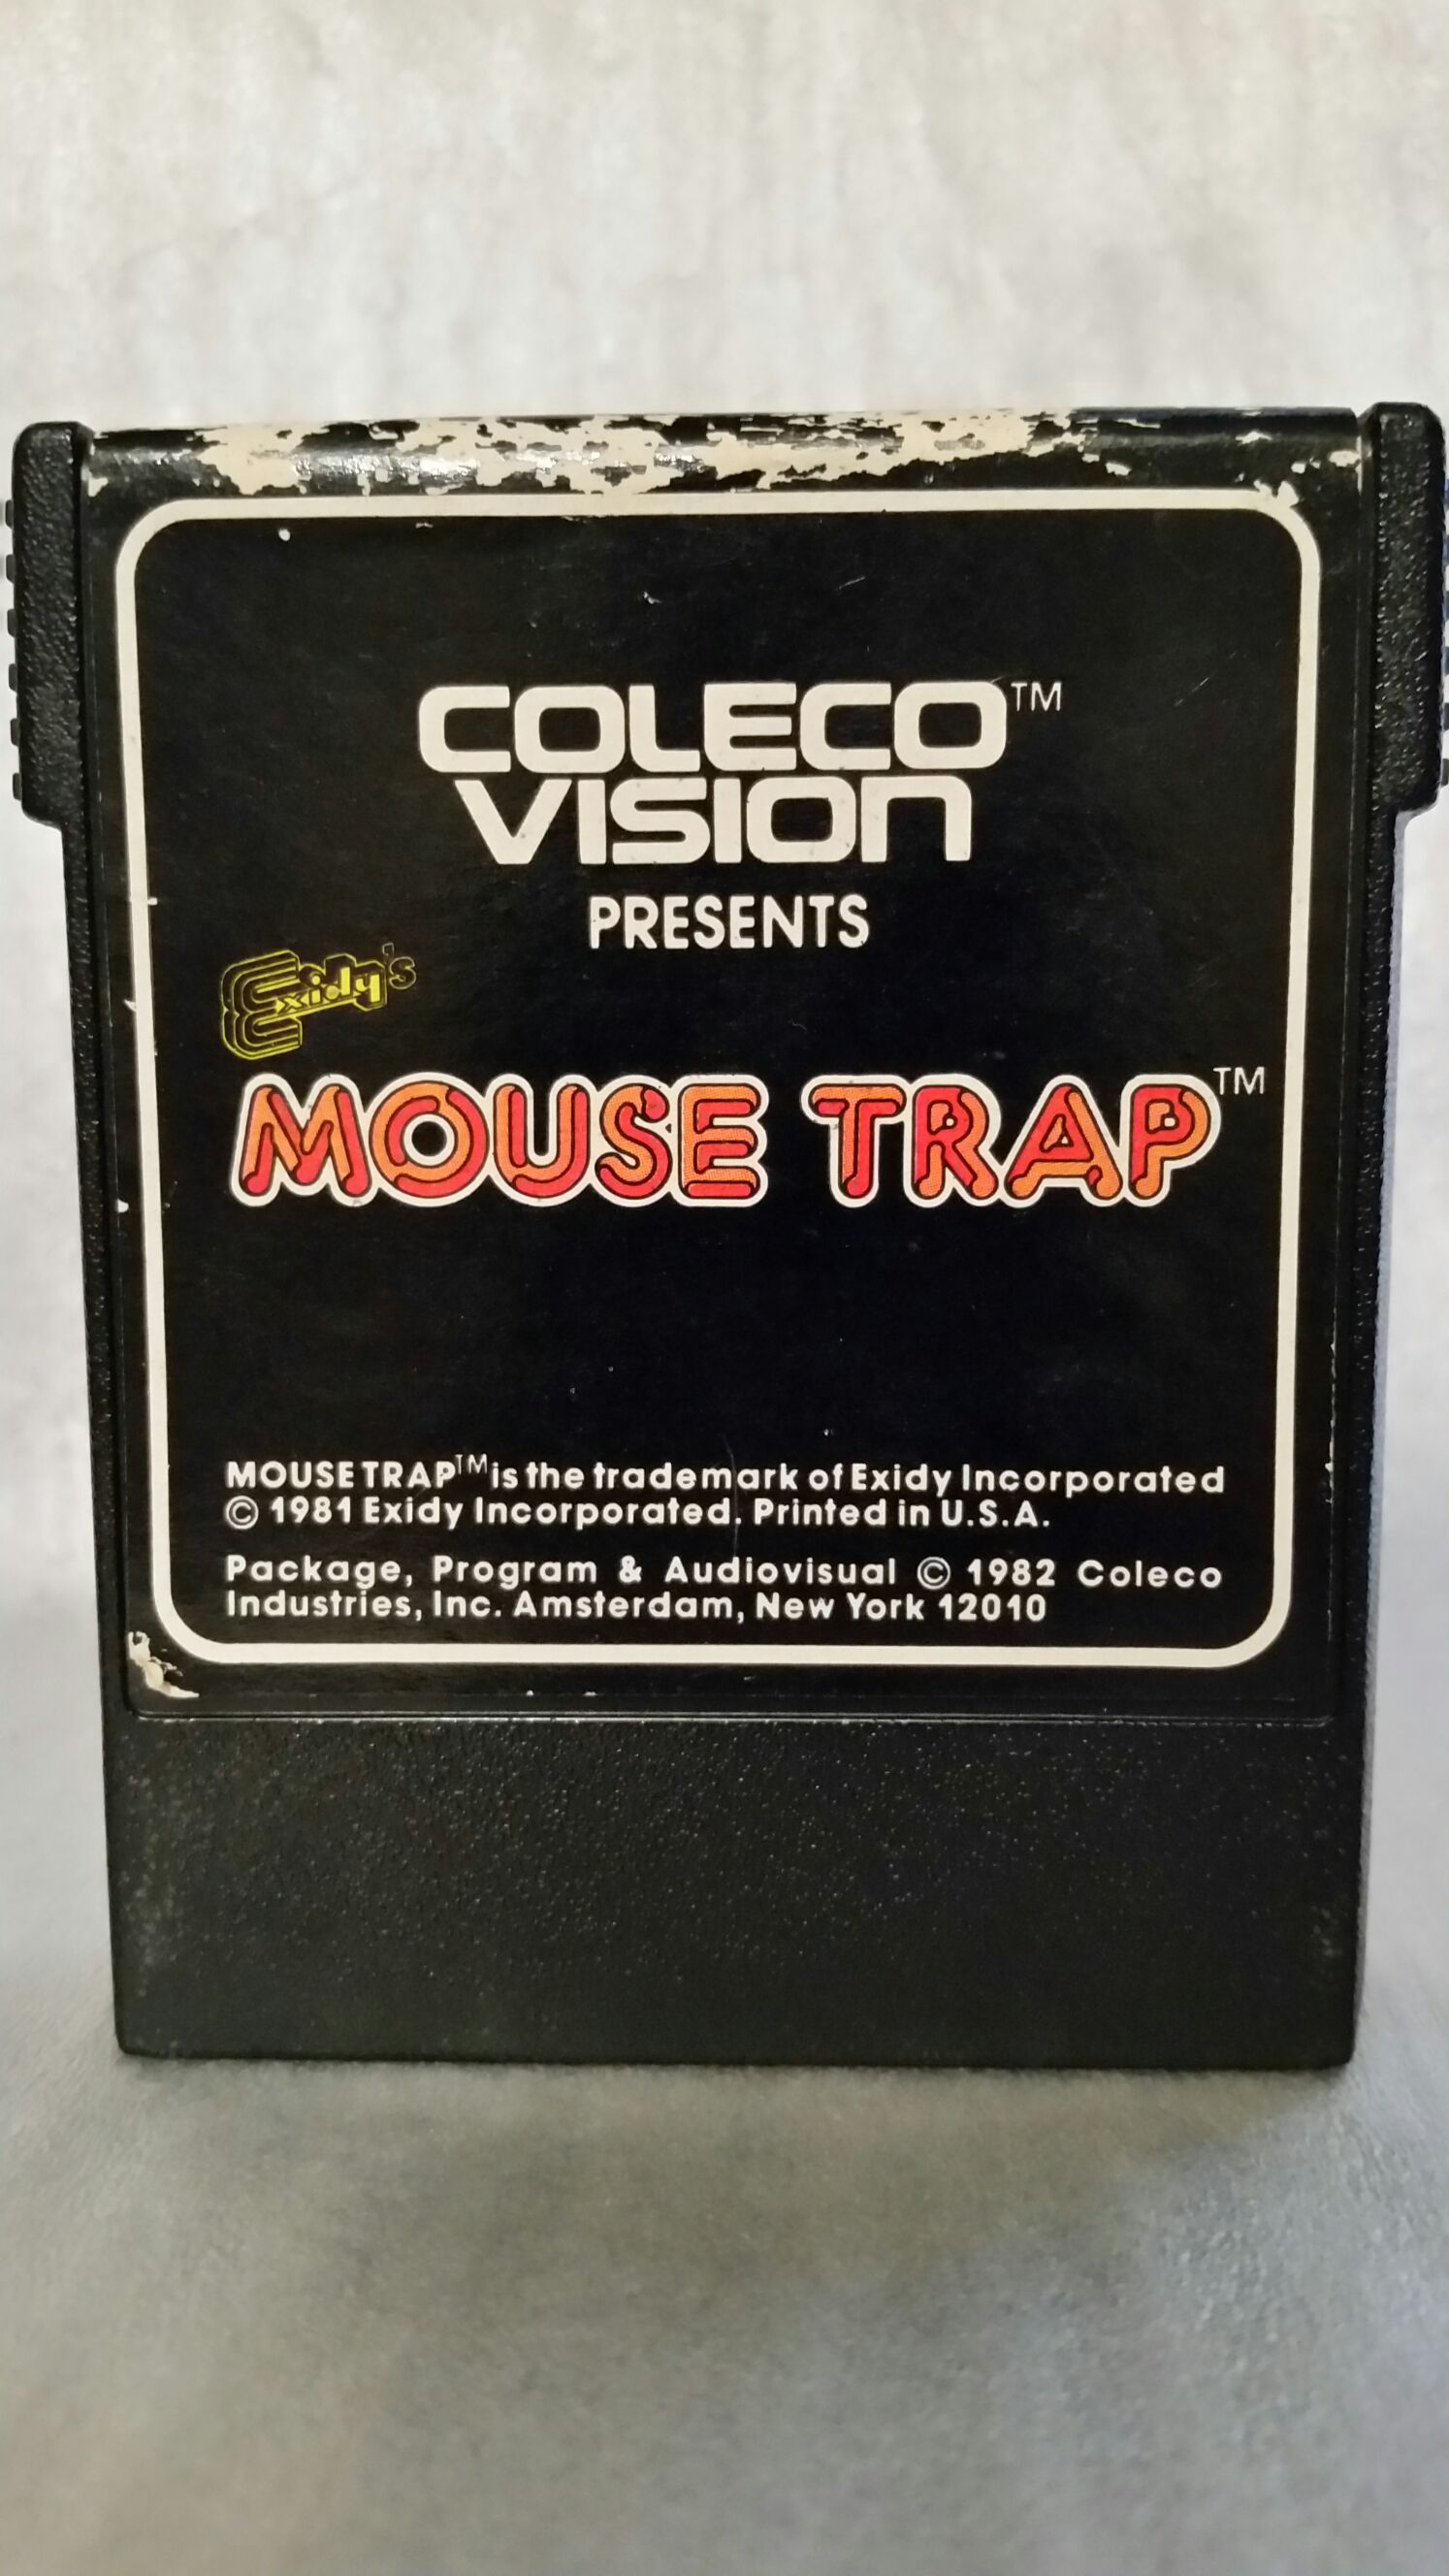 COLECO™
VISION
PRESENTS
Exidy's
MOUSE TRAP™
MOUSE TRAP™ is the trademark of Exidy Incorporated
© 1981 Exidy Incorporated. Printed in U.S.A.
Package, Program & Audiovisual © 1982 Coleco
Industries, Inc. Amsterdam, New York 12010